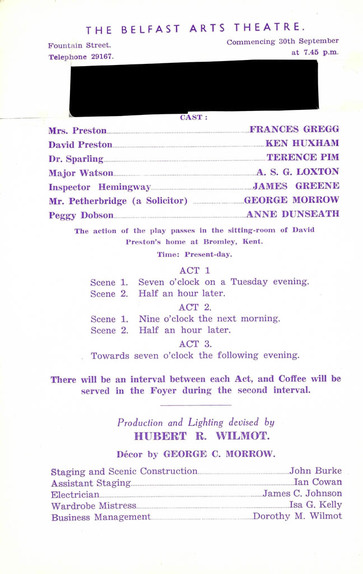 THE BELFAST ARTS THEATRE.
Fountain Street. Commencing 30th September
Telephone 29167. at 7.45 p.m.
CAST:
Mrs. Preston FRANCES GREGG
David Preston KEN HUXHAM
Dr. Sparling TERENCE PIM
Major Watson A. S. G. LOXTON
Inspector Hemingway JAMES GREENE
Mr. Petherbridge (a Solicitor) GEORGE MORROW
Peggy Dobson ANNE DUNSEATH
The action of the play passes in the sitting-room of David
Preston's home at Bromley, Kent.
Time: Present-day.
ACT 1
Scene 1. Seven o'clock on a Tuesday evening.
Scene 2. Half an hour later.
ACT 2.
Scene 1. Nine o'clock the next morning.
Scene 2. Half an hour later.
ACT 3.
Towards seven o'clock the following evening.
There will be an interval between each Act, and Coffee will be
served in the Foyer during the second interval.
Production and Lighting devised by
HUBERT R. WILMOT.
Décor by GEORGE C. MORROW.
Staging and Scenic Construction John Burke
Assistant Staging Ian Cowan
Electrician James C. Johnson
Wardrobe Mistress Isa G. Kelly
Business Management Dorothy M. Wilmot